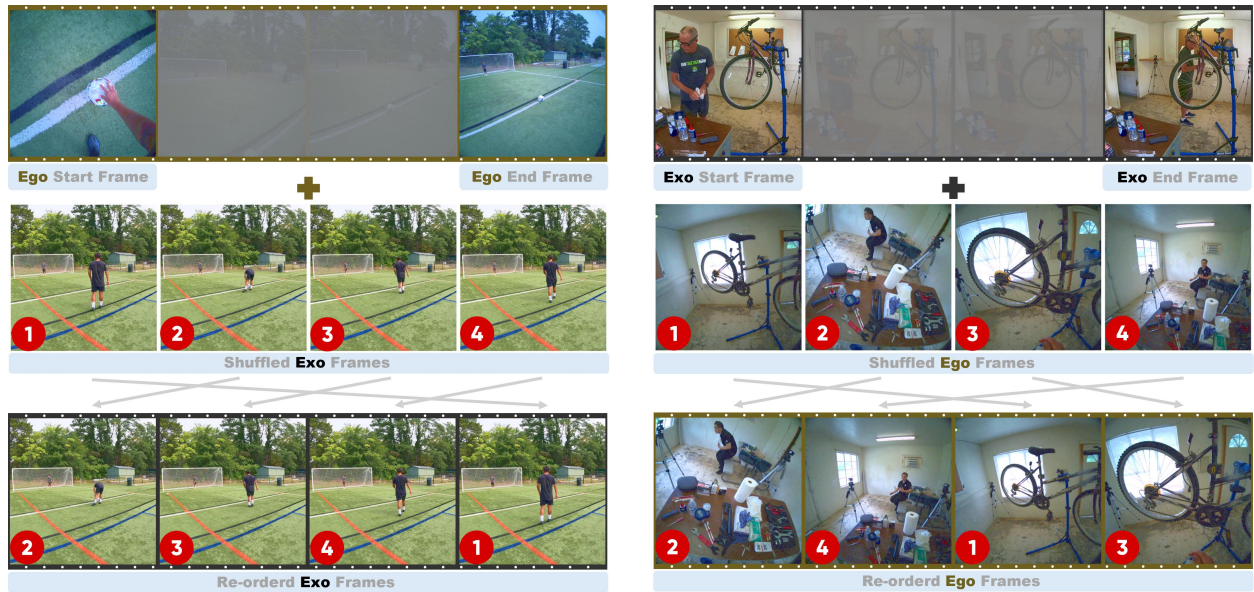 Ego Start Frame
Ego End Frame
Exo Start Frame
Exo End Frame
1
2
3
4
Shuffled Exo Frames
1
2
3
4
Shuffled Ego Frames
2
3
4
1
Re-orderd Exo Frames
2
4
1
3
Re-orderd Ego Frames